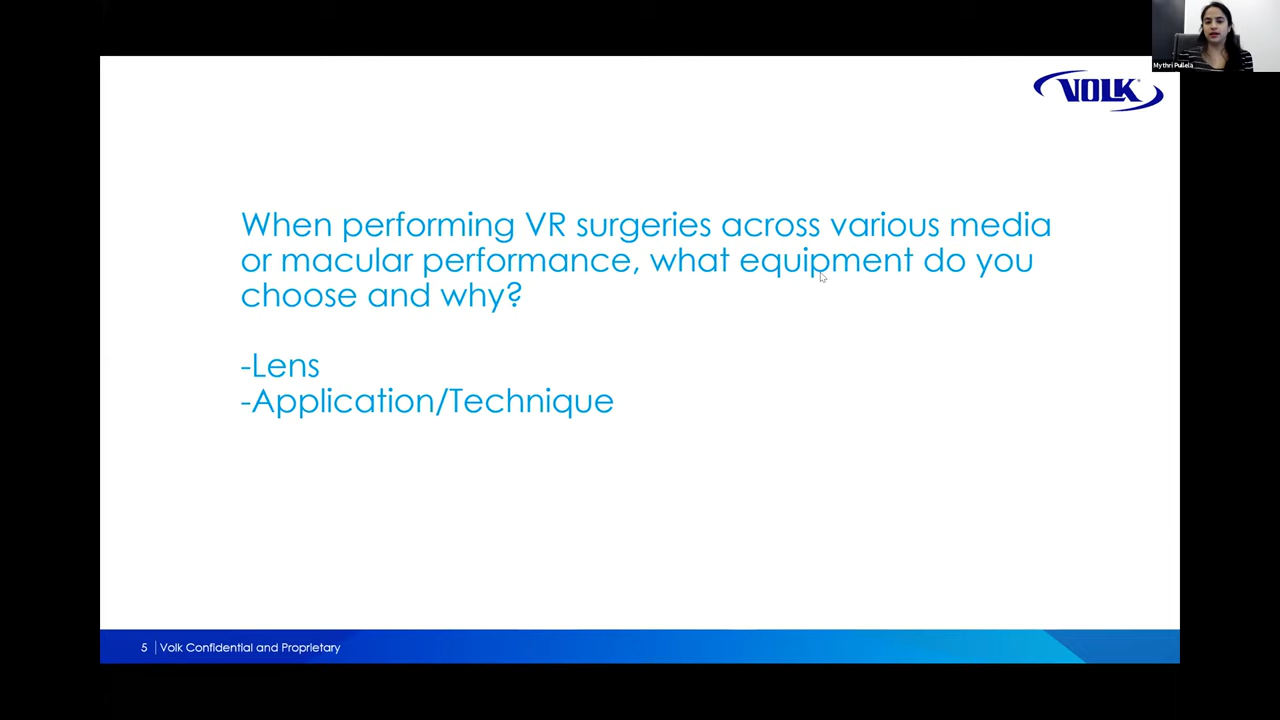 Mythri Pullela
VOLK
When performing VR surgeries across various media
or macular performance, what equipment do you
choose and why?
-Lens
-Application/Technique
5 | Volk Confidential and Proprietary